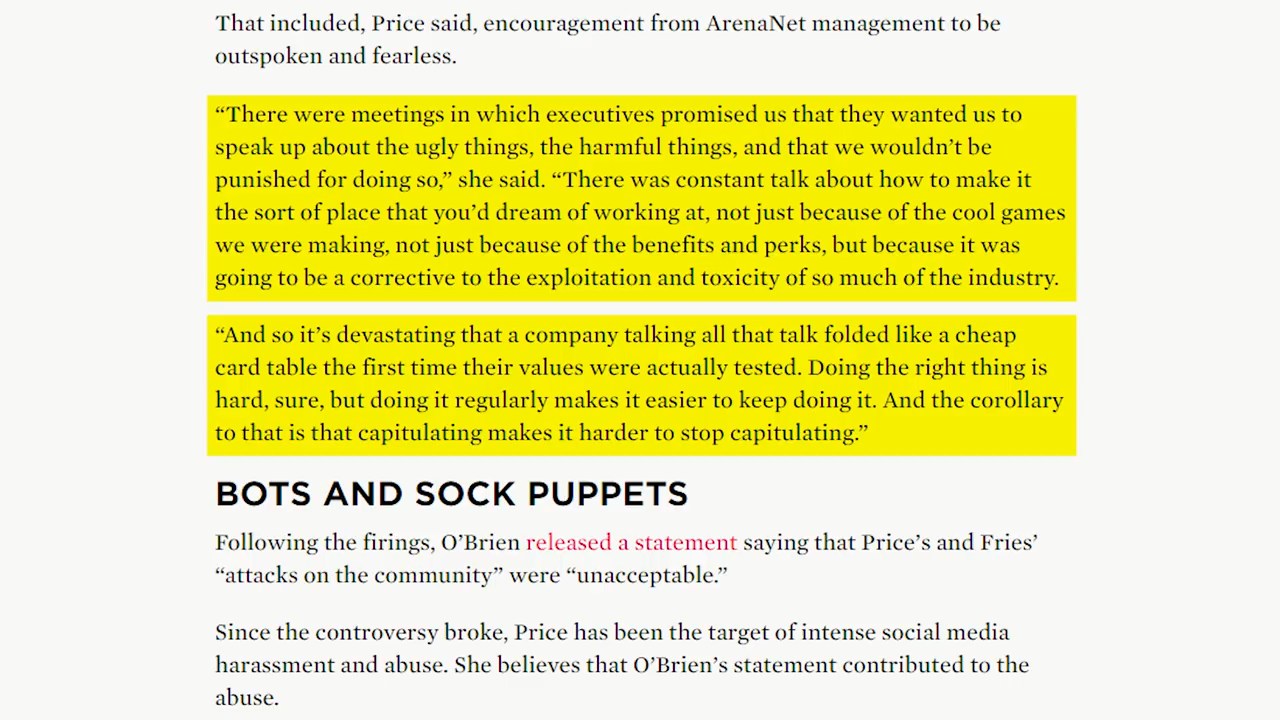 That included, Price said, encouragement from ArenaNet management to be
outspoken and fearless.
“There were meetings in which executives promised us that they wanted us to
speak up about the ugly things, the harmful things, and that we wouldn’t be
punished for doing so,” she said. “There was constant talk about how to make it
the sort of place that you’d dream of working at, not just because of the cool games
we were making, not just because of the benefits and perks, but because it was
going to be a corrective to the exploitation and toxicity of so much of the industry.
“And so it’s devastating that a company talking all that talk folded like a cheap
card table the first time their values were actually tested. Doing the right thing is
hard, sure, but doing it regularly makes it easier to keep doing it. And the corollary
to that is that capitulating makes it harder to stop capitulating.”
BOTS AND SOCK PUPPETS
Following the firings, O’Brien released a statement saying that Price’s and Fries’
“attacks on the community” were “unacceptable.”
Since the controversy broke, Price has been the target of intense social media
harassment and abuse. She believes that O’Brien’s statement contributed to the
abuse.